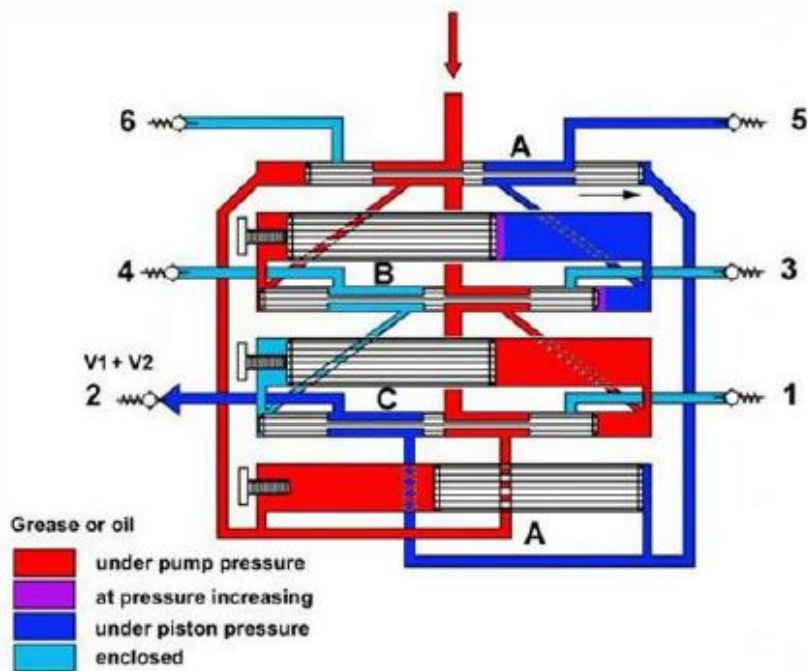 6
A
5
4
B
3
V1 + V2
2
C
1
A
Grease or oil
under pump pressure
at pressure increasing
under piston pressure
enclosed